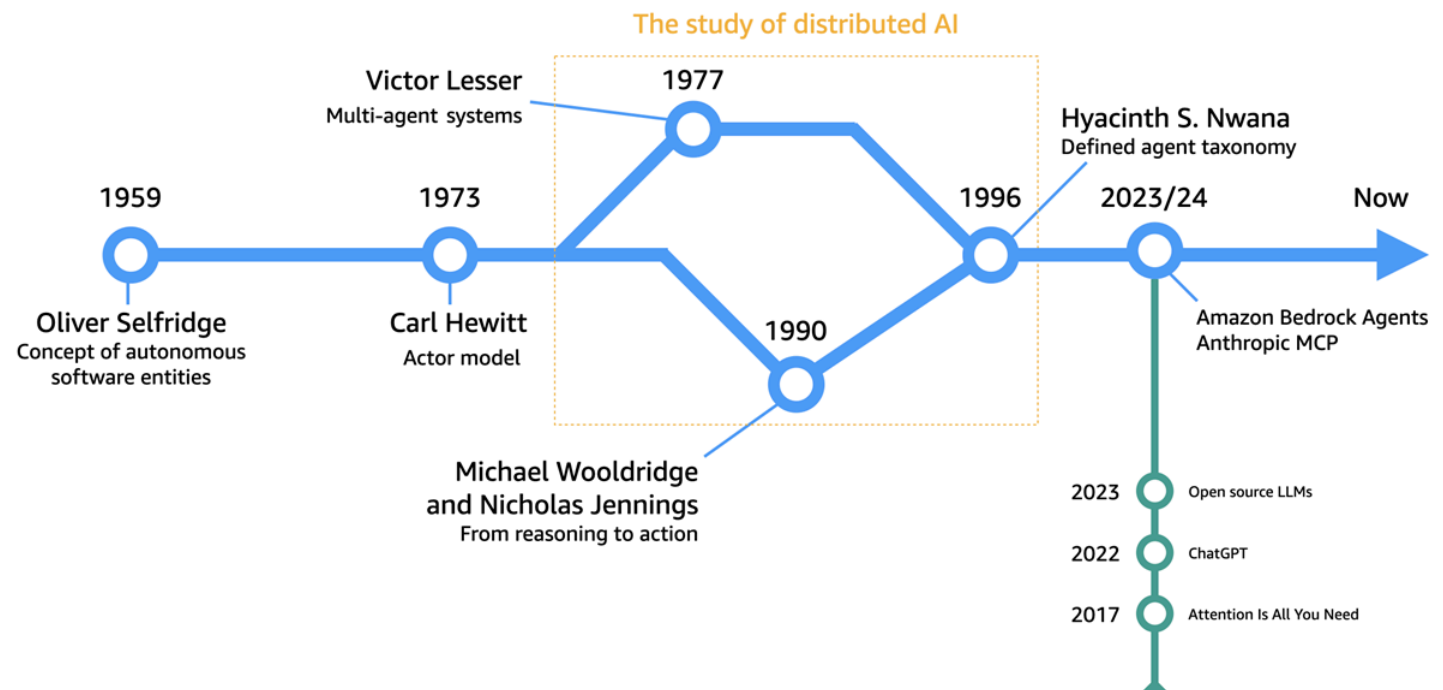 The study of distributed AI
Victor Lesser
Multi-agent systems
1977
Hyacinth S. Nwana
Defined agent taxonomy
1959
1973
1996
2023/24
Now
Oliver Selfridge
Concept of autonomous
software entities
Carl Hewitt
Actor model
1990
Amazon Bedrock Agents
Anthropic MCP
Michael Wooldridge
and Nicholas Jennings
From reasoning to action
2023 Open source LLMs
2022 ChatGPT
2017 Attention Is All You Need